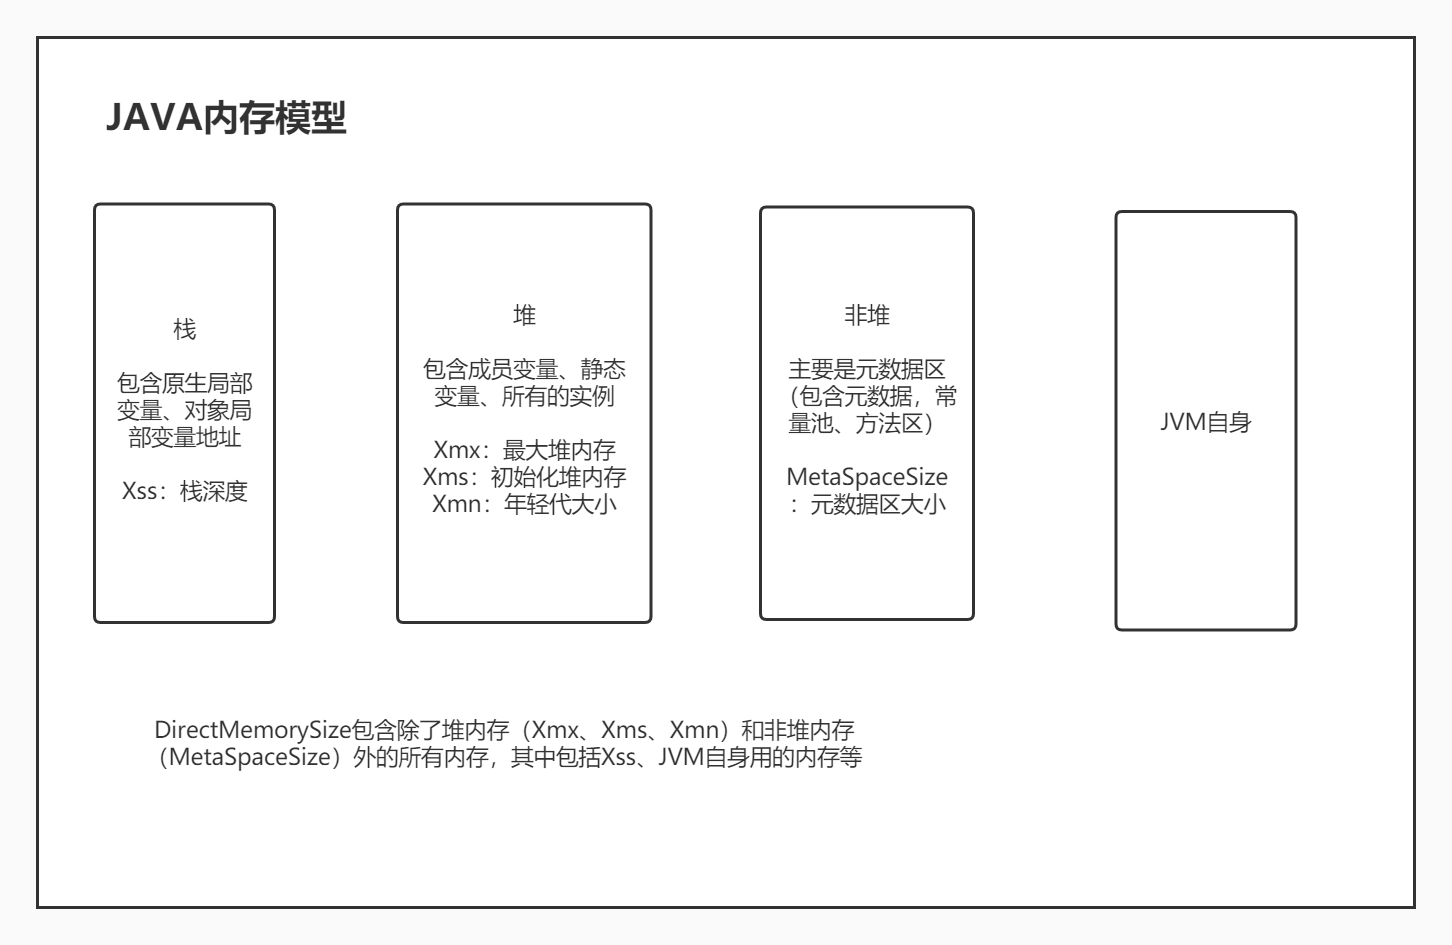 JAVA内存模型
栈
包含原生局部
变量、对象局
部变量地址
Xss：栈深度
堆
包含成员变量、静态
变量、所有的实例
Xmx：最大堆内存
Xms：初始化堆内存
Xmn：年轻代大小
非堆
主要是元数据区
（包含元数据，常
量池、方法区）
MetaSpaceSize
：元数据区大小
JVM自身
DirectMemorySize包含除了堆内存（Xmx、Xms、Xmn）和非堆内存
（MetaSpaceSize）外的所有内存，其中包括Xss、JVM自身用的内存等